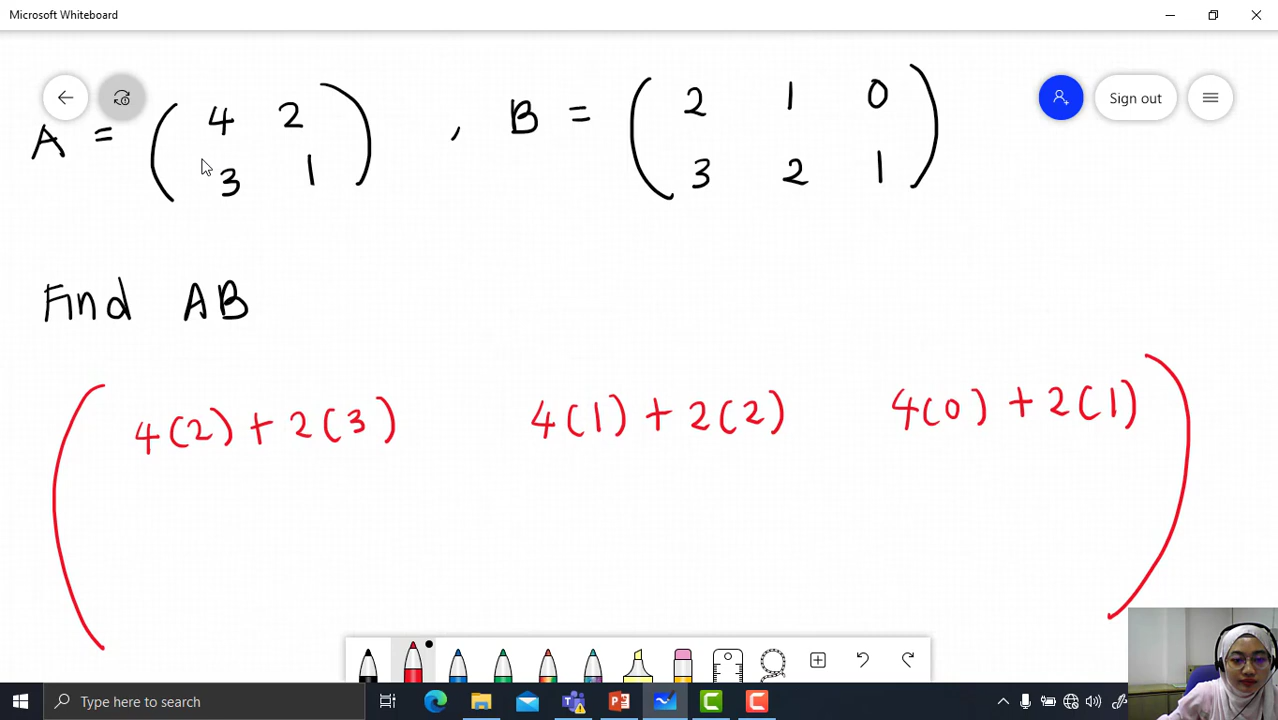 Microsoft Whiteboard
A = ( 4 2 , B = ( 2 1 0
3 1 ) 3 2 1 )
Sign out
Find AB
( 4(2) + 2(3) 4(1) + 2(2) 4(0) + 2(1) )
Type here to search